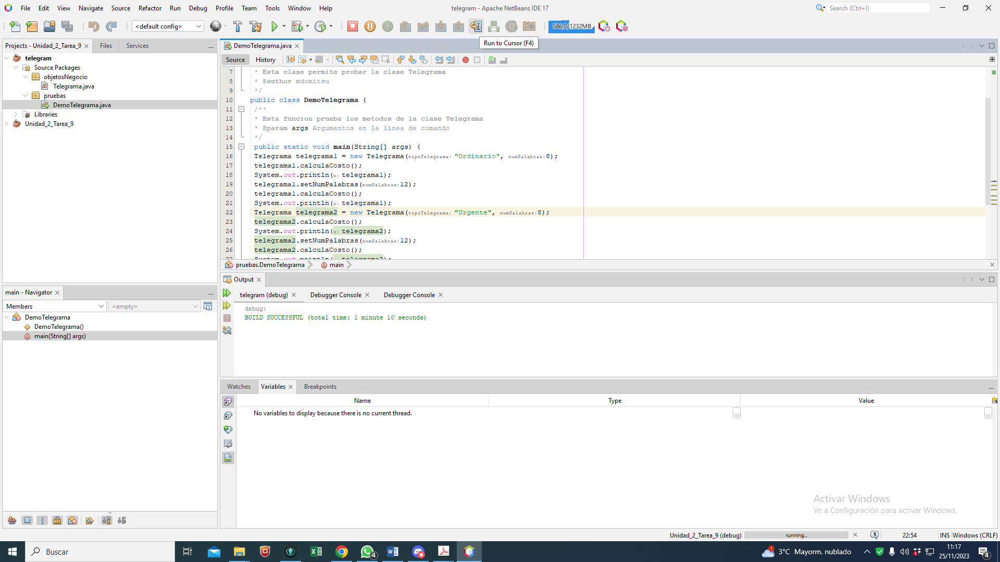 File Edit View Navigate Source Refactor Run Debug Profile Team Tools Window Help
telegram - Apache NetBeans IDE 17
Search (Ctrl+I)
<default config>
586,0/1232MB
Run to Cursor (F4)
Projects - Unidad_2_Tarea_9 Files Services
telegram
Source Packages
objetosNegocio
Telegrama.java
pruebas
DemoTelegrama.java
Libraries
Unidad_2_Tarea_9
DemoTelegrama.java
Source History
7 * Esta clase permite probar la clase Telegrama
8 * @author mdomitsu
9 */
10 public class DemoTelegrama {
11 /**
12 * Esta funcion prueba los metodos de la clase Telegrama
13 * @param args Argumentos en la linea de comando
14 */
15 public static void main(String[] args) {
16 Telegrama telegrama1 = new Telegrama(tipoTelegrama: "Ordinario", numPalabras:8);
17 telegrama1.calculaCosto();
18 System.out.println(x: telegrama1);
19 telegrama1.setNumPalabras(numPalabras:12);
20 telegrama1.calculaCosto();
21 System.out.println(x: telegrama1);
22 Telegrama telegrama2 = new Telegrama(tipoTelegrama: "Urgente", numPalabras:8);
23 telegrama2.calculaCosto();
24 System.out.println(x: telegrama2);
25 telegrama2.setNumPalabras(numPalabras:12);
26 telegrama2.calculaCosto();
27 System.out.println(x: telegrama2);
pruebas.DemoTelegrama main
main - Navigator
Members <empty>
DemoTelegrama
DemoTelegrama()
main(String[] args)
Output
telegram (debug) Debugger Console Debugger Console
debug:
BUILD SUCCESSFUL (total time: 1 minute 10 seconds)
Watches Variables Breakpoints
Name Type Value
No variables to display because there is no current thread.
... ...
Activar Windows
Ve a Configuración para activar Windows.
Unidad_2_Tarea_9 (debug) running... 1 22:54 INS Windows (CRLF)
Buscar
4
1 3°C Mayorm. nublado
11:17
25/11/2023
4